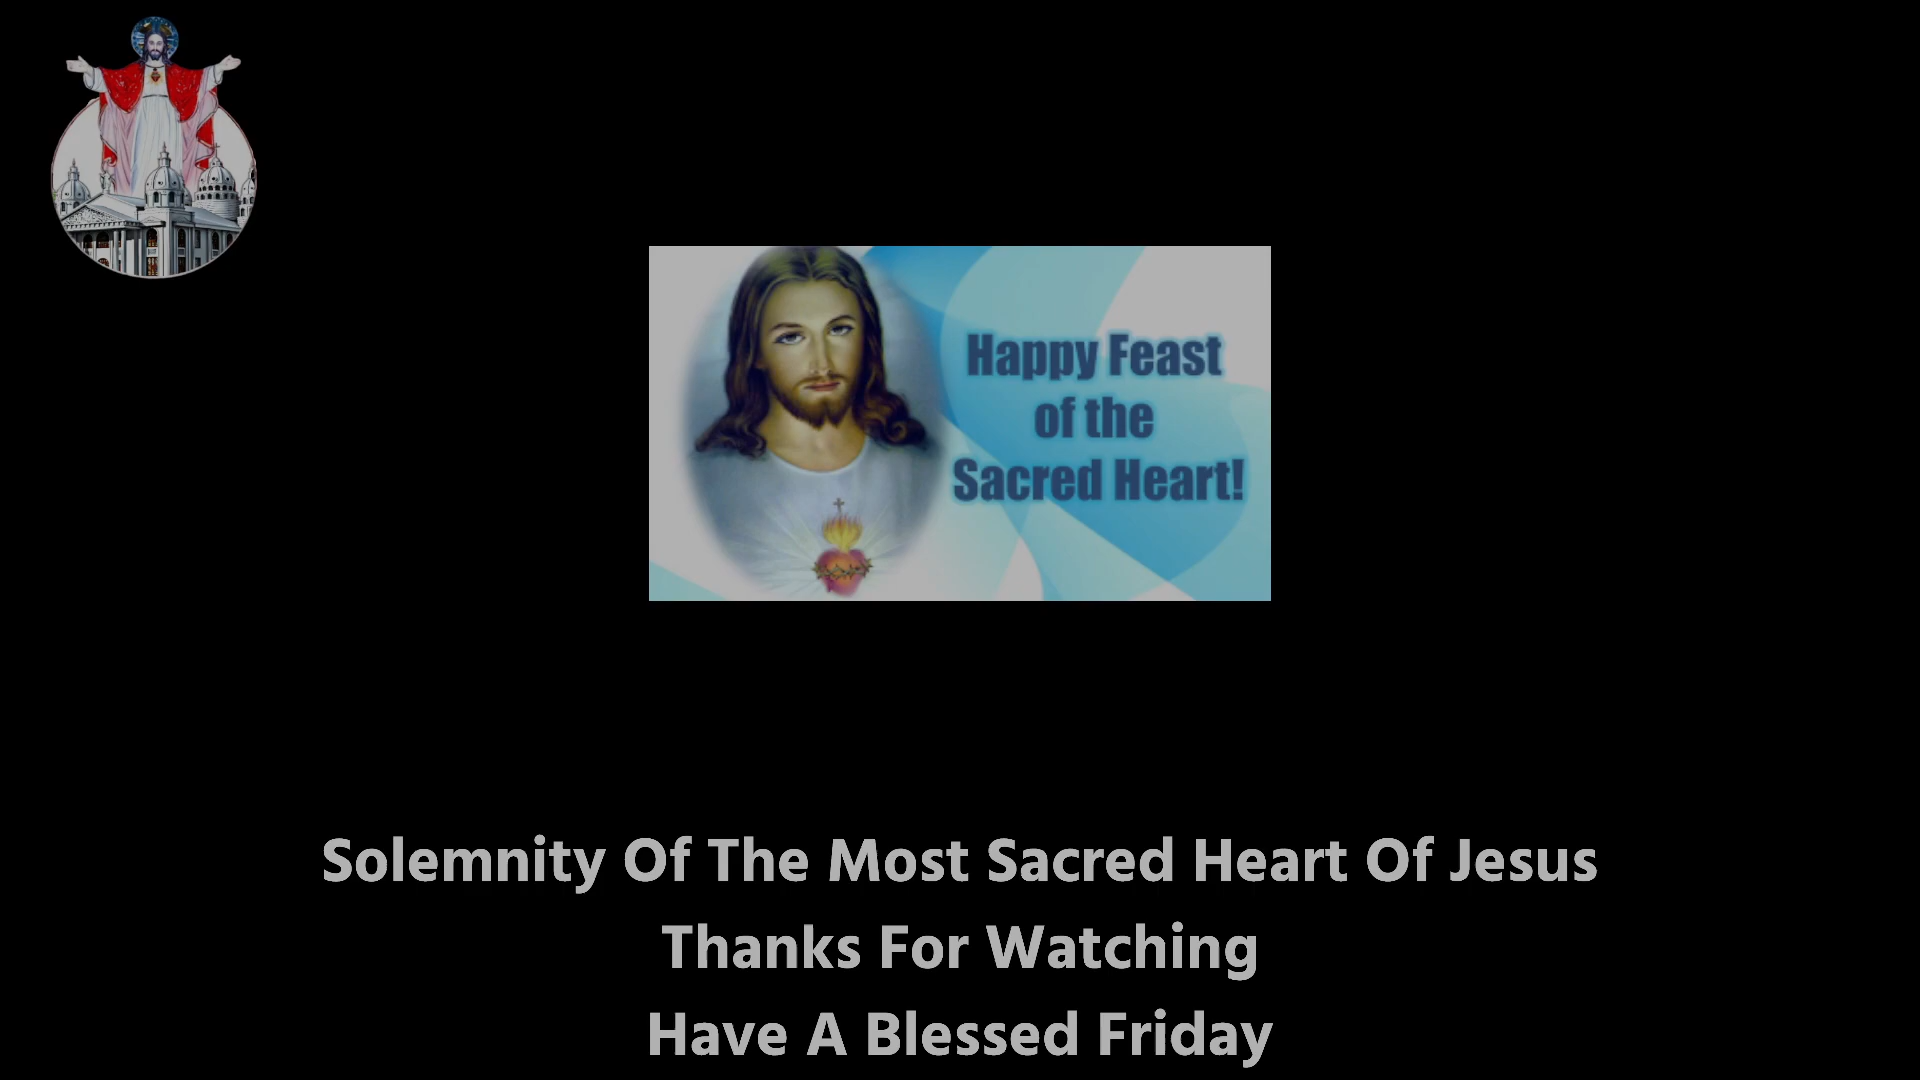 Happy Feast
of the
Sacred Heart!
Solemnity Of The Most Sacred Heart Of Jesus
Thanks For Watching
Have A Blessed Friday